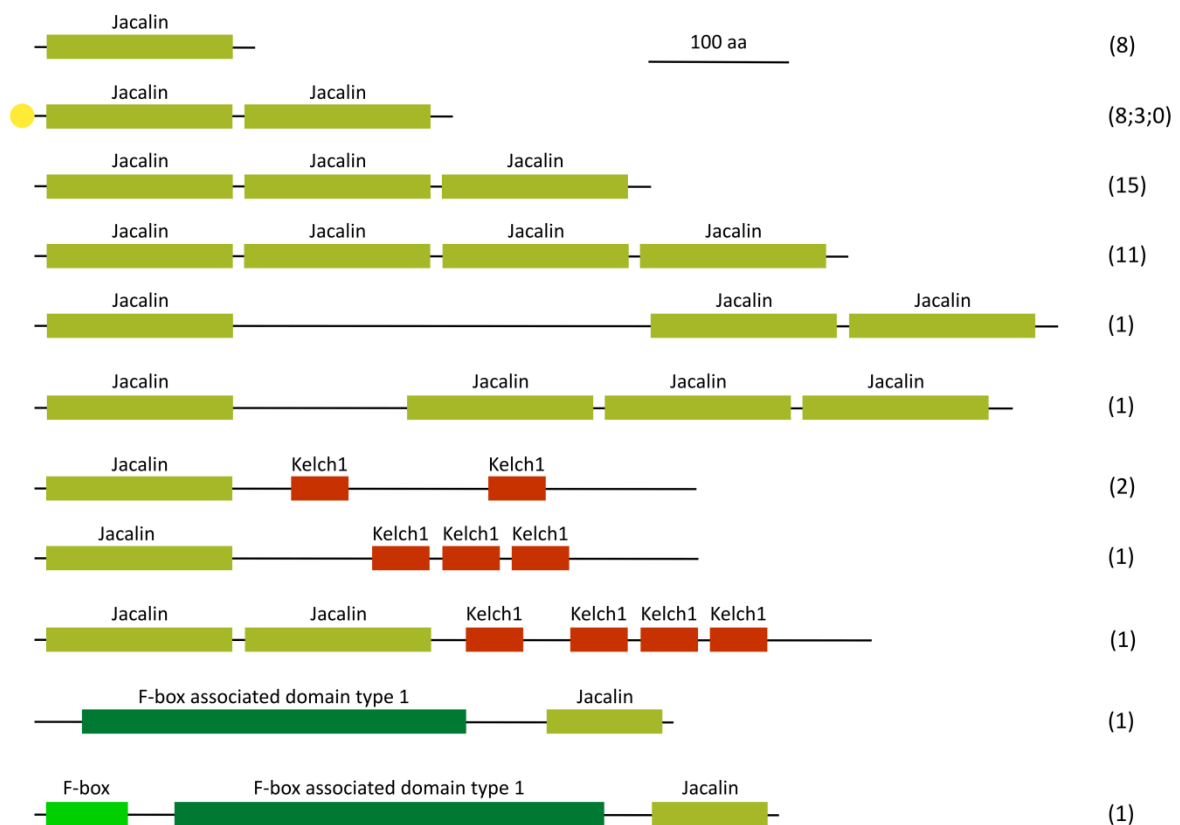 Jacalin
100 aa
(8)
Jacalin Jacalin
(8;3;0)
Jacalin Jacalin Jacalin
(15)
Jacalin Jacalin Jacalin Jacalin
(11)
Jacalin Jacalin Jacalin
(1)
Jacalin Jacalin Jacalin Jacalin
(1)
Jacalin Kelch1 Kelch1
(2)
Jacalin Kelch1 Kelch1 Kelch1
(1)
Jacalin Jacalin Kelch1 Kelch1 Kelch1 Kelch1
(1)
F-box associated domain type 1 Jacalin
(1)
F-box F-box associated domain type 1 Jacalin
(1)